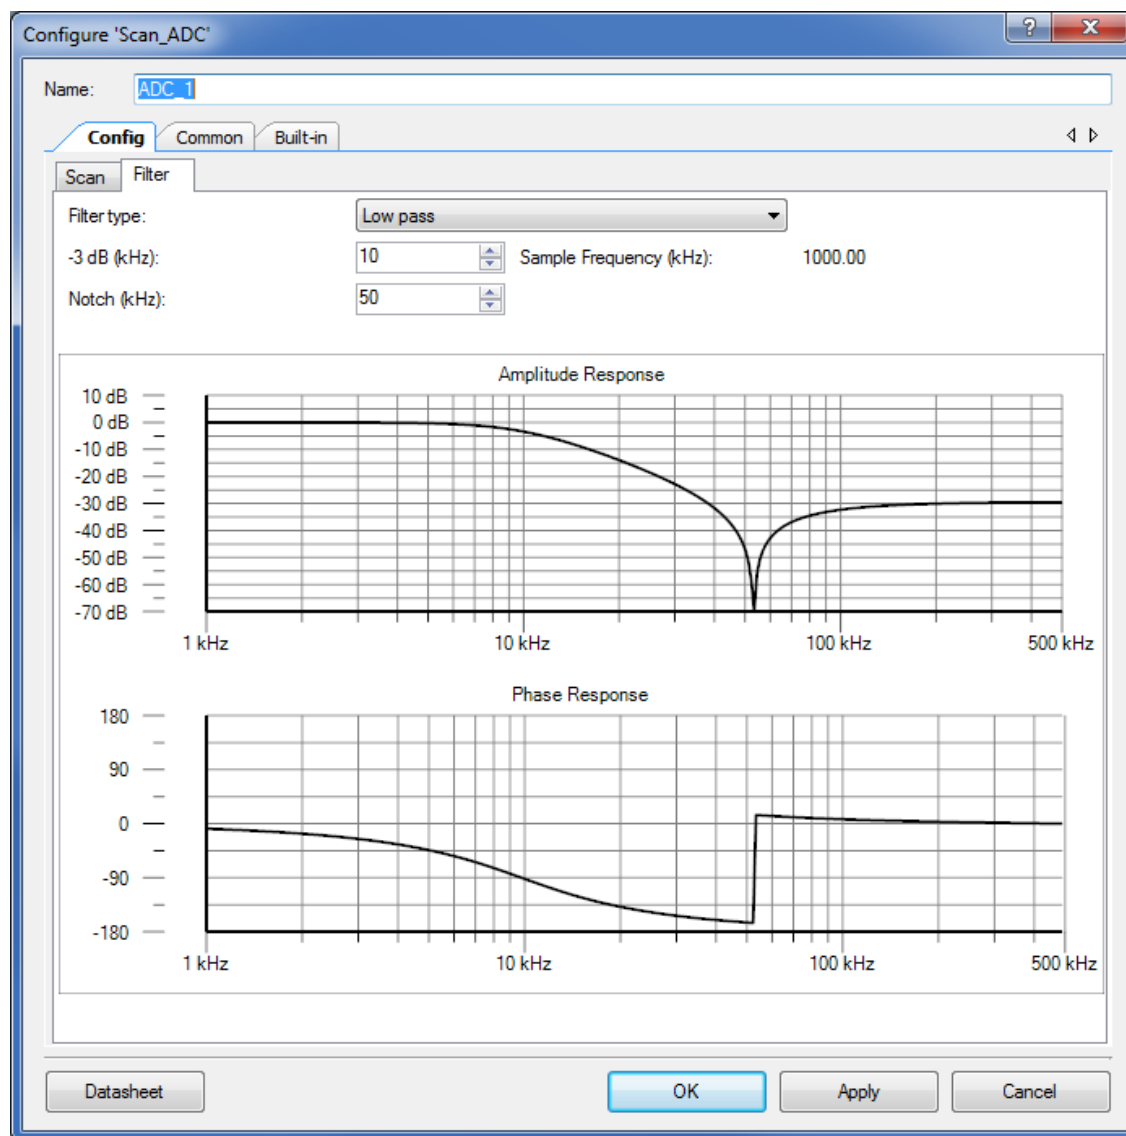 Configure 'Scan_ADC'
Name: ADC_1
Config Common Built-in
Scan Filter
Filter type: Low pass
-3 dB (kHz): 10 Sample Frequency (kHz): 1000.00
Notch (kHz): 50
Amplitude Response
10 dB
0 dB
-10 dB
-20 dB
-30 dB
-40 dB
-50 dB
-60 dB
-70 dB
1 kHz 10 kHz 100 kHz 500 kHz
Phase Response
180
90
0
-90
-180
1 kHz 10 kHz 100 kHz 500 kHz
Datasheet OK Apply Cancel